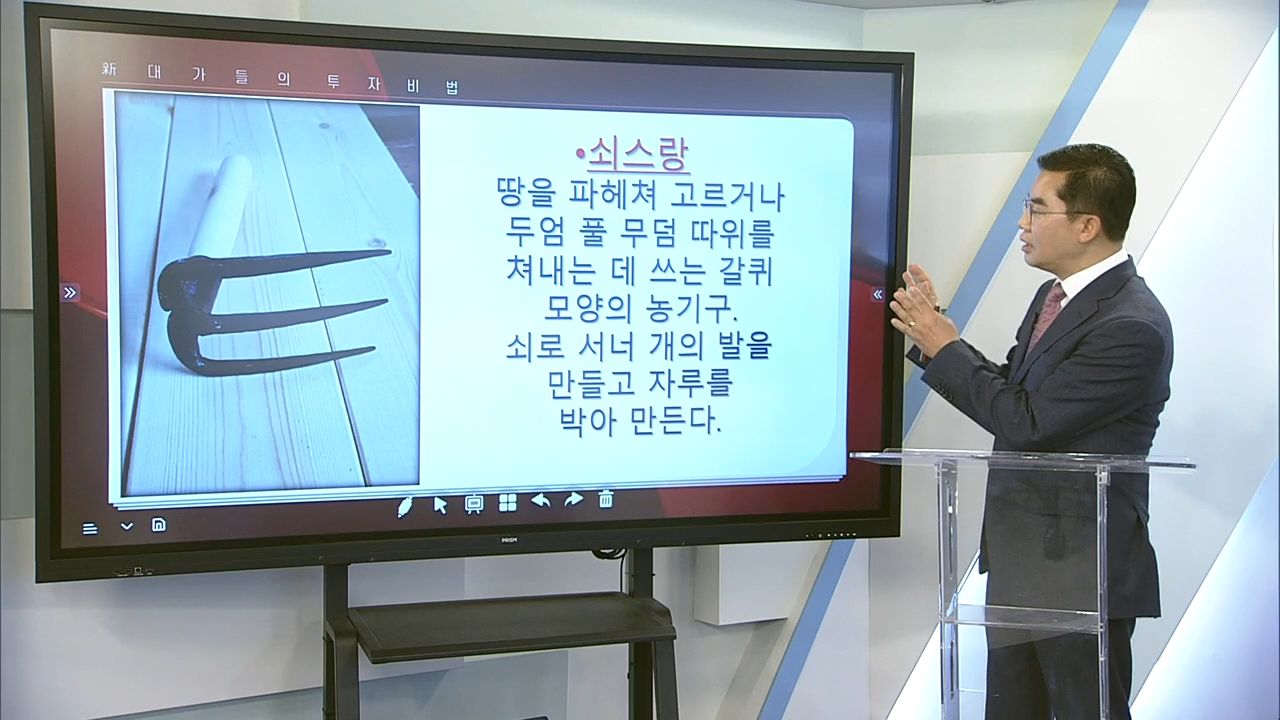 新 대 가 들 의 투 자 비 법
•쇠스랑
땅을 파헤쳐 고르거나
두엄 풀 무덤 따위를
쳐내는 데 쓰는 갈퀴
모양의 농기구.
쇠로 서너 개의 발을
만들고 자루를
박아 만든다.
PRISM